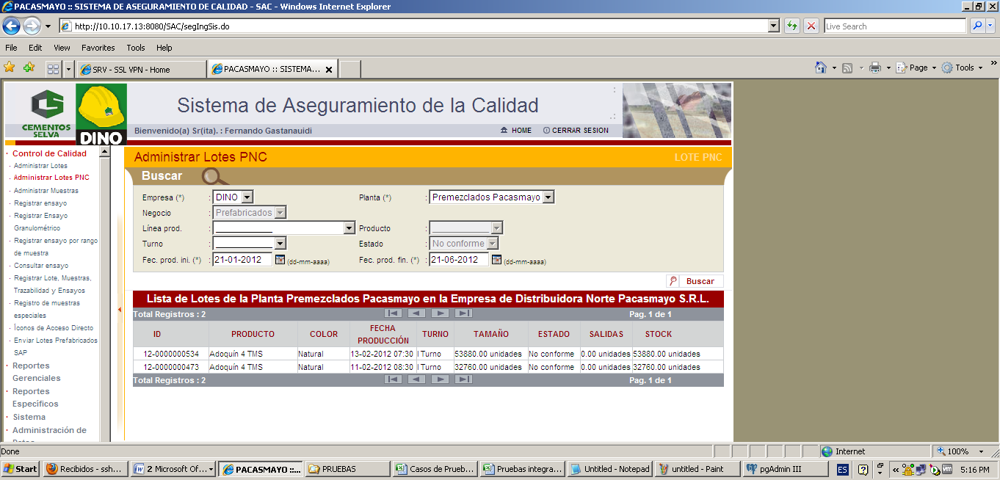 PACASMAYO :: SISTEMA DE ASEGURAMIENTO DE CALIDAD - SAC - Windows Internet Explorer
http://10.10.17.13:8080/SAC/segIngSis.do
Live Search
File Edit View Favorites Tools Help
SRV - SSL VPN - Home
PACASMAYO :: SISTEMA...
Page
Tools
CEMENTOS
SELVA
DINO
Sistema de Aseguramiento de la Calidad
Bienvenido(a) Sr(ita). : Fernando Gastanauidi
HOME
CERRAR SESION
Control de Calidad
Administrar Lotes
Administrar Lotes PNC
Administrar Muestras
Registrar ensayo
Registrar Ensayo
Granulométrico
Registrar ensayo por rango
de muestra
Consultar ensayo
Registrar Lote, Muestras,
Trazabilidad y Ensayos
Registro de muestras
especiales
Íconos de Acceso Directo
Enviar Lotes Prefabricados
SAP
Reportes
Gerenciales
Reportes
Específicos
Sistema
Administración de
Administrar Lotes PNC
LOTE PNC
Buscar
Empresa (*) : DINO
Planta (*) : Premezclados Pacasmayo
Negocio : Prefabricados
Línea prod. :
Producto :
Turno :
Estado : No conforme
Fec. prod. ini. (*) : 21-01-2012 (dd-mm-aaaa)
Fec. prod. fin. (*) : 21-06-2012 (dd-mm-aaaa)
Buscar
Lista de Lotes de la Planta Premezclados Pacasmayo en la Empresa de Distribuidora Norte Pacasmayo S.R.L.
Total Registros : 2
Pag. 1 de 1
ID PRODUCTO COLOR FECHA PRODUCCIÓN TURNO TAMAÑO ESTADO SALIDAS STOCK
12-0000000534 Adoquín 4 TMS Natural 13-02-2012 07:30 I Turno 53880.00 unidades No conforme 0.00 unidades 53880.00 unidades
12-0000000473 Adoquín 4 TMS Natural 11-02-2012 08:30 I Turno 32760.00 unidades No conforme 0.00 unidades 32760.00 unidades
Total Registros : 2
Pag. 1 de 1
Done
Internet
100%
Start
Recibidos - ssh...
2 Microsoft Of...
PACASMAYO ::...
PRUEBAS
Casos de Prueb...
Pruebas integra...
Untitled - Notepad
untitled - Paint
pgAdmin III
ES
5:16 PM